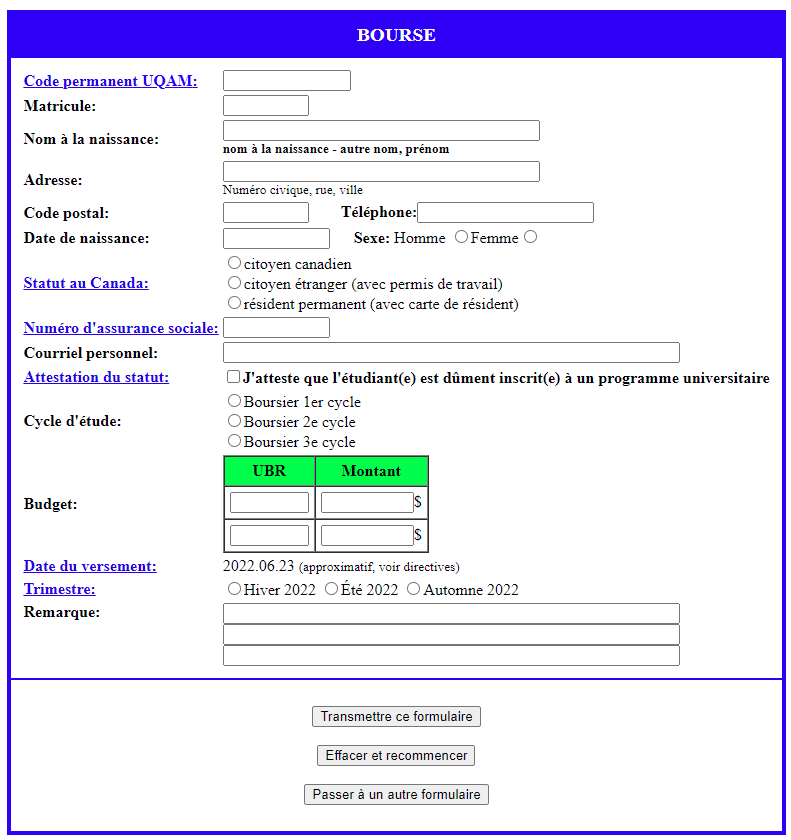 BOURSE
Code permanent UQAM:
Matricule:
Nom à la naissance:
nom à la naissance - autre nom, prénom
Adresse:
Numéro civique, rue, ville
Code postal: Téléphone:
Date de naissance: Sexe: Homme Femme
Statut au Canada:
citoyen canadien
citoyen étranger (avec permis de travail)
résident permanent (avec carte de résident)
Numéro d'assurance sociale:
Courriel personnel:
Attestation du statut: J'atteste que l'étudiant(e) est dûment inscrit(e) à un programme universitaire
Cycle d'étude:
Boursier 1er cycle
Boursier 2e cycle
Boursier 3e cycle
Budget:
UBR Montant
$
$
Date du versement: 2022.06.23 (approximatif, voir directives)
Trimestre: Hiver 2022 Été 2022 Automne 2022
Remarque:
Transmettre ce formulaire
Effacer et recommencer
Passer à un autre formulaire